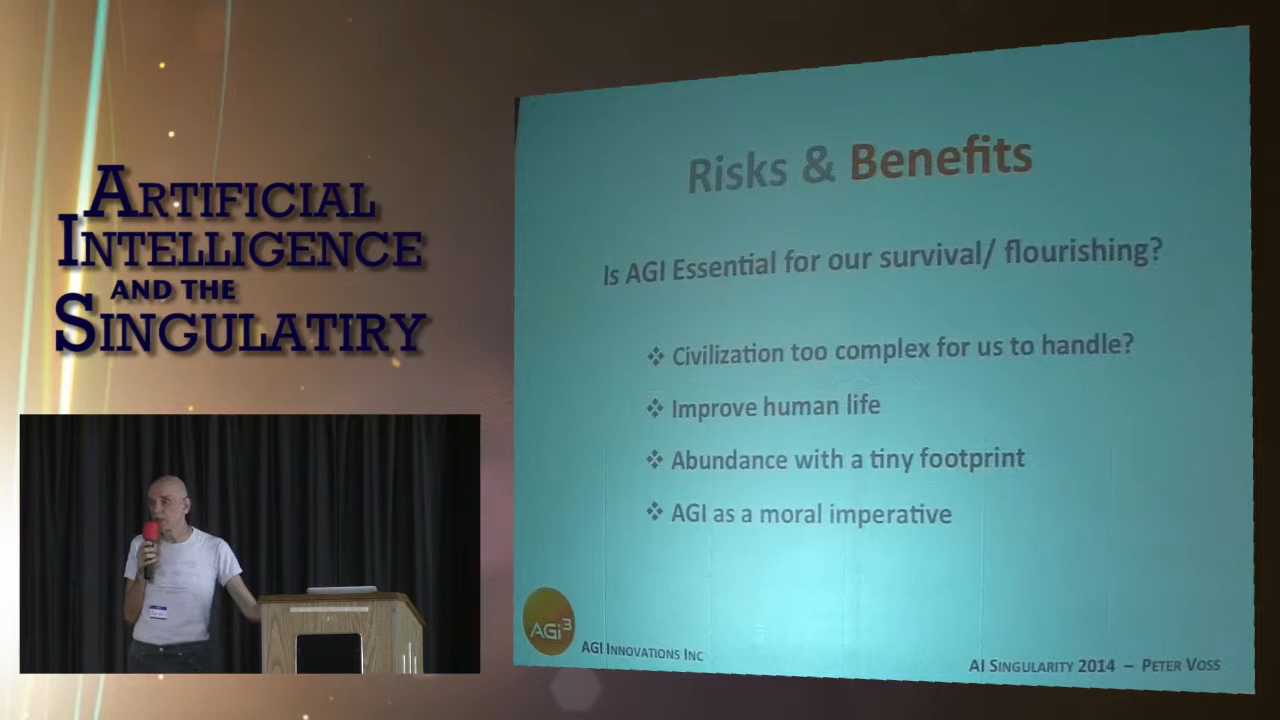 ARTIFICIAL
INTELLIGENCE
AND THE
SINGULATIRY
Risks & Benefits
Is AGI Essential for our survival/ flourishing?
❖ Civilization too complex for us to handle?
❖ Improve human life
❖ Abundance with a tiny footprint
❖ AGI as a moral imperative
AGi³
AGI INNOVATIONS INC
AI SINGULARITY 2014 – PETER VOSS